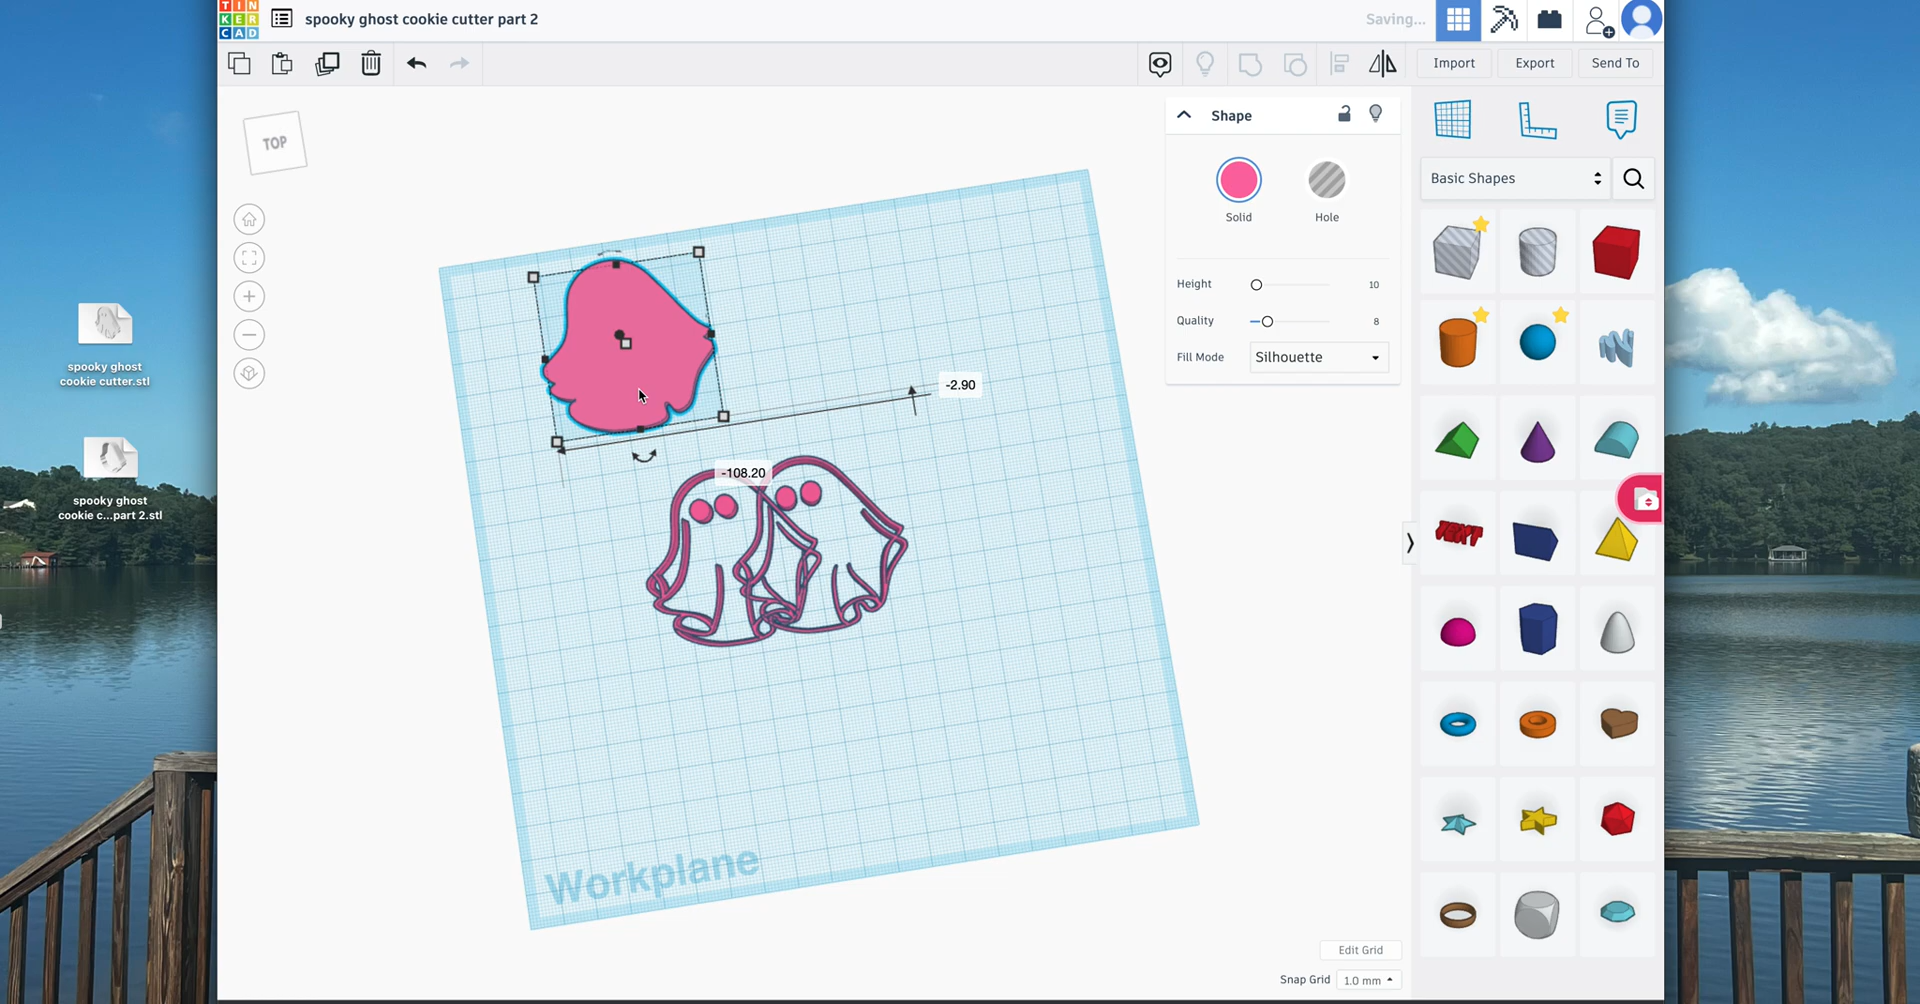 TIN
KER
CAD
spooky ghost cookie cutter part 2
Saving...
Import
Export
Send To
TOP
Shape
Solid
Hole
Height
10
Quality
8
Fill Mode
Silhouette
Basic Shapes
-2.90
-108.20
TEXT
Workplane
Edit Grid
Snap Grid
1.0 mm
spooky ghost
cookie cutter.stl
spooky ghost
cookie c...part 2.stl